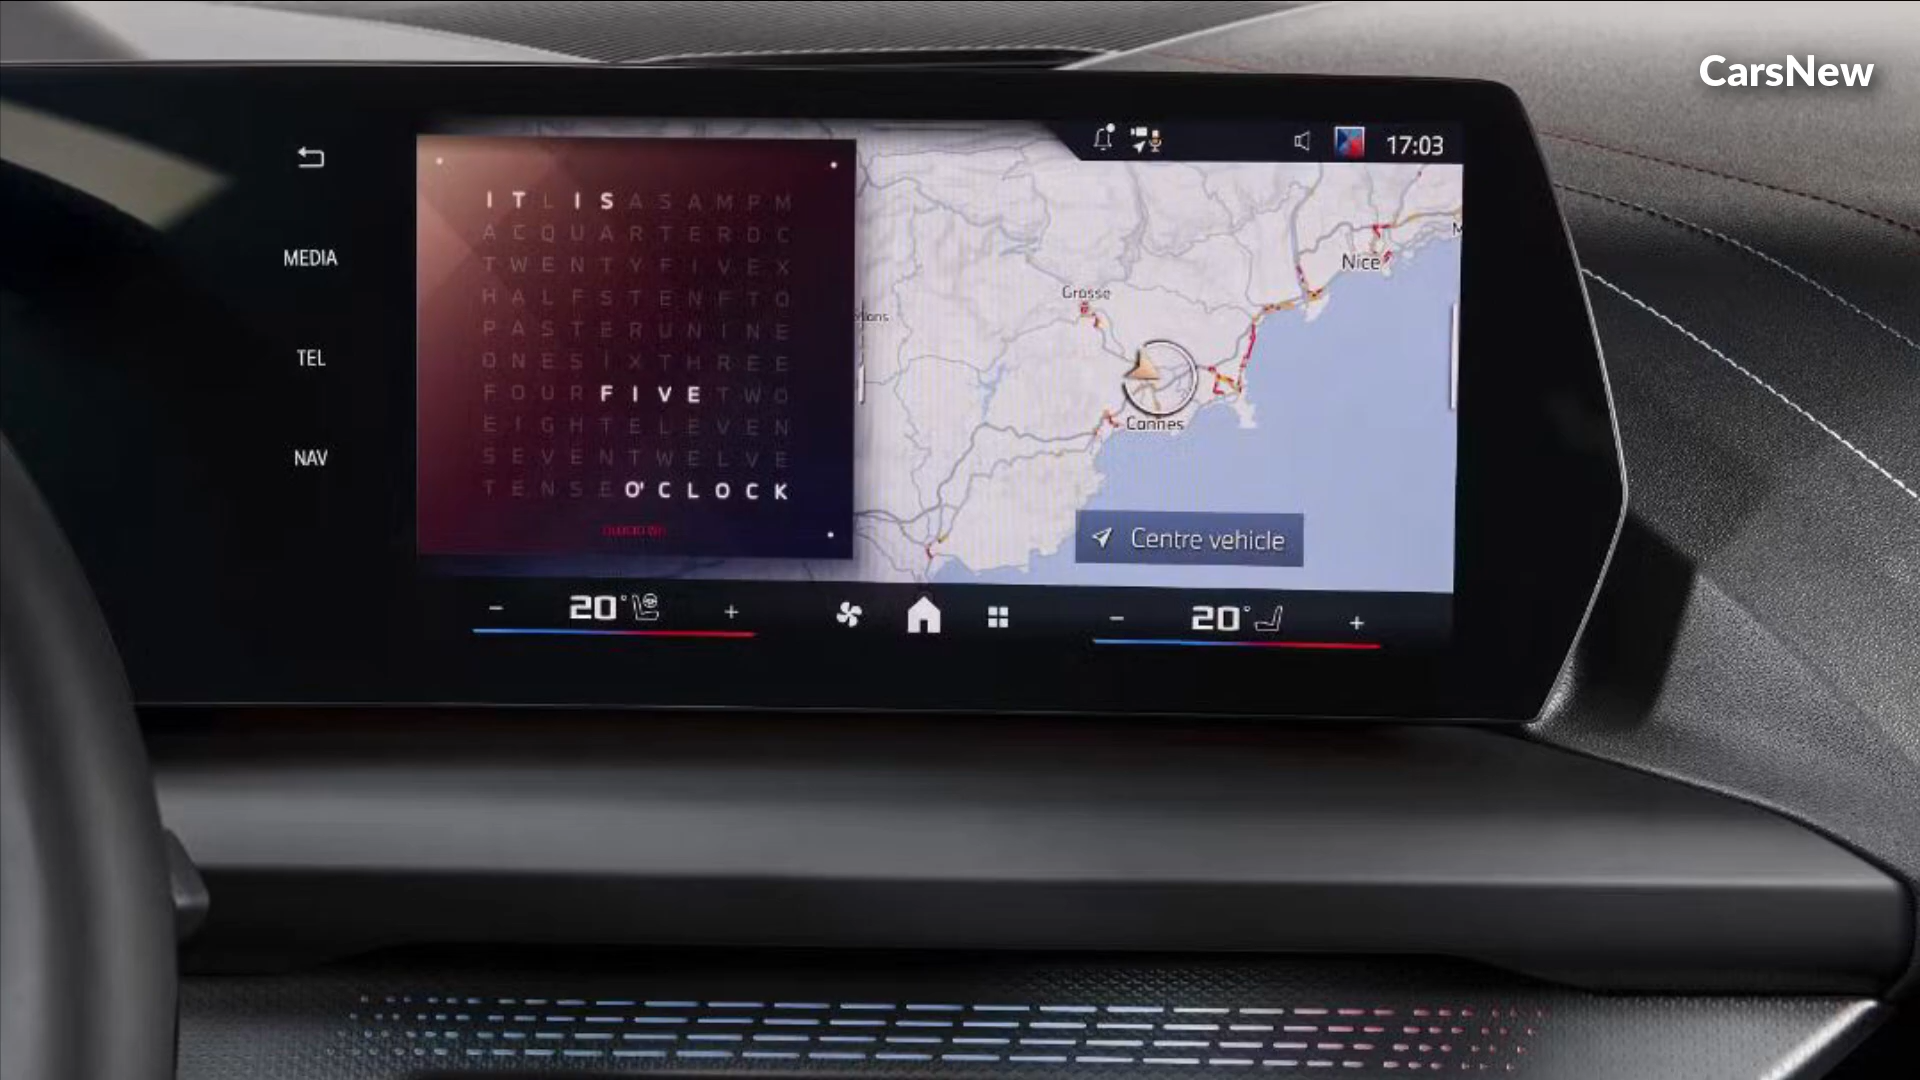 CarsNew
17:03
MEDIA
TEL
NAV
I T L I S A S A M P M
A C Q U A R T E R D C
T W E N T Y F I V E X
H A L F S T E N F T O
P A S T E R U N I N E
O N E S I X T H R E E
F O U R F I V E T W O
E I G H T E L E V E N
S E V E N T W E L V E
T E N S E O' C L O C K
Nice
Grasse
Cannes
Centre vehicle
− 20° +
− 20° +